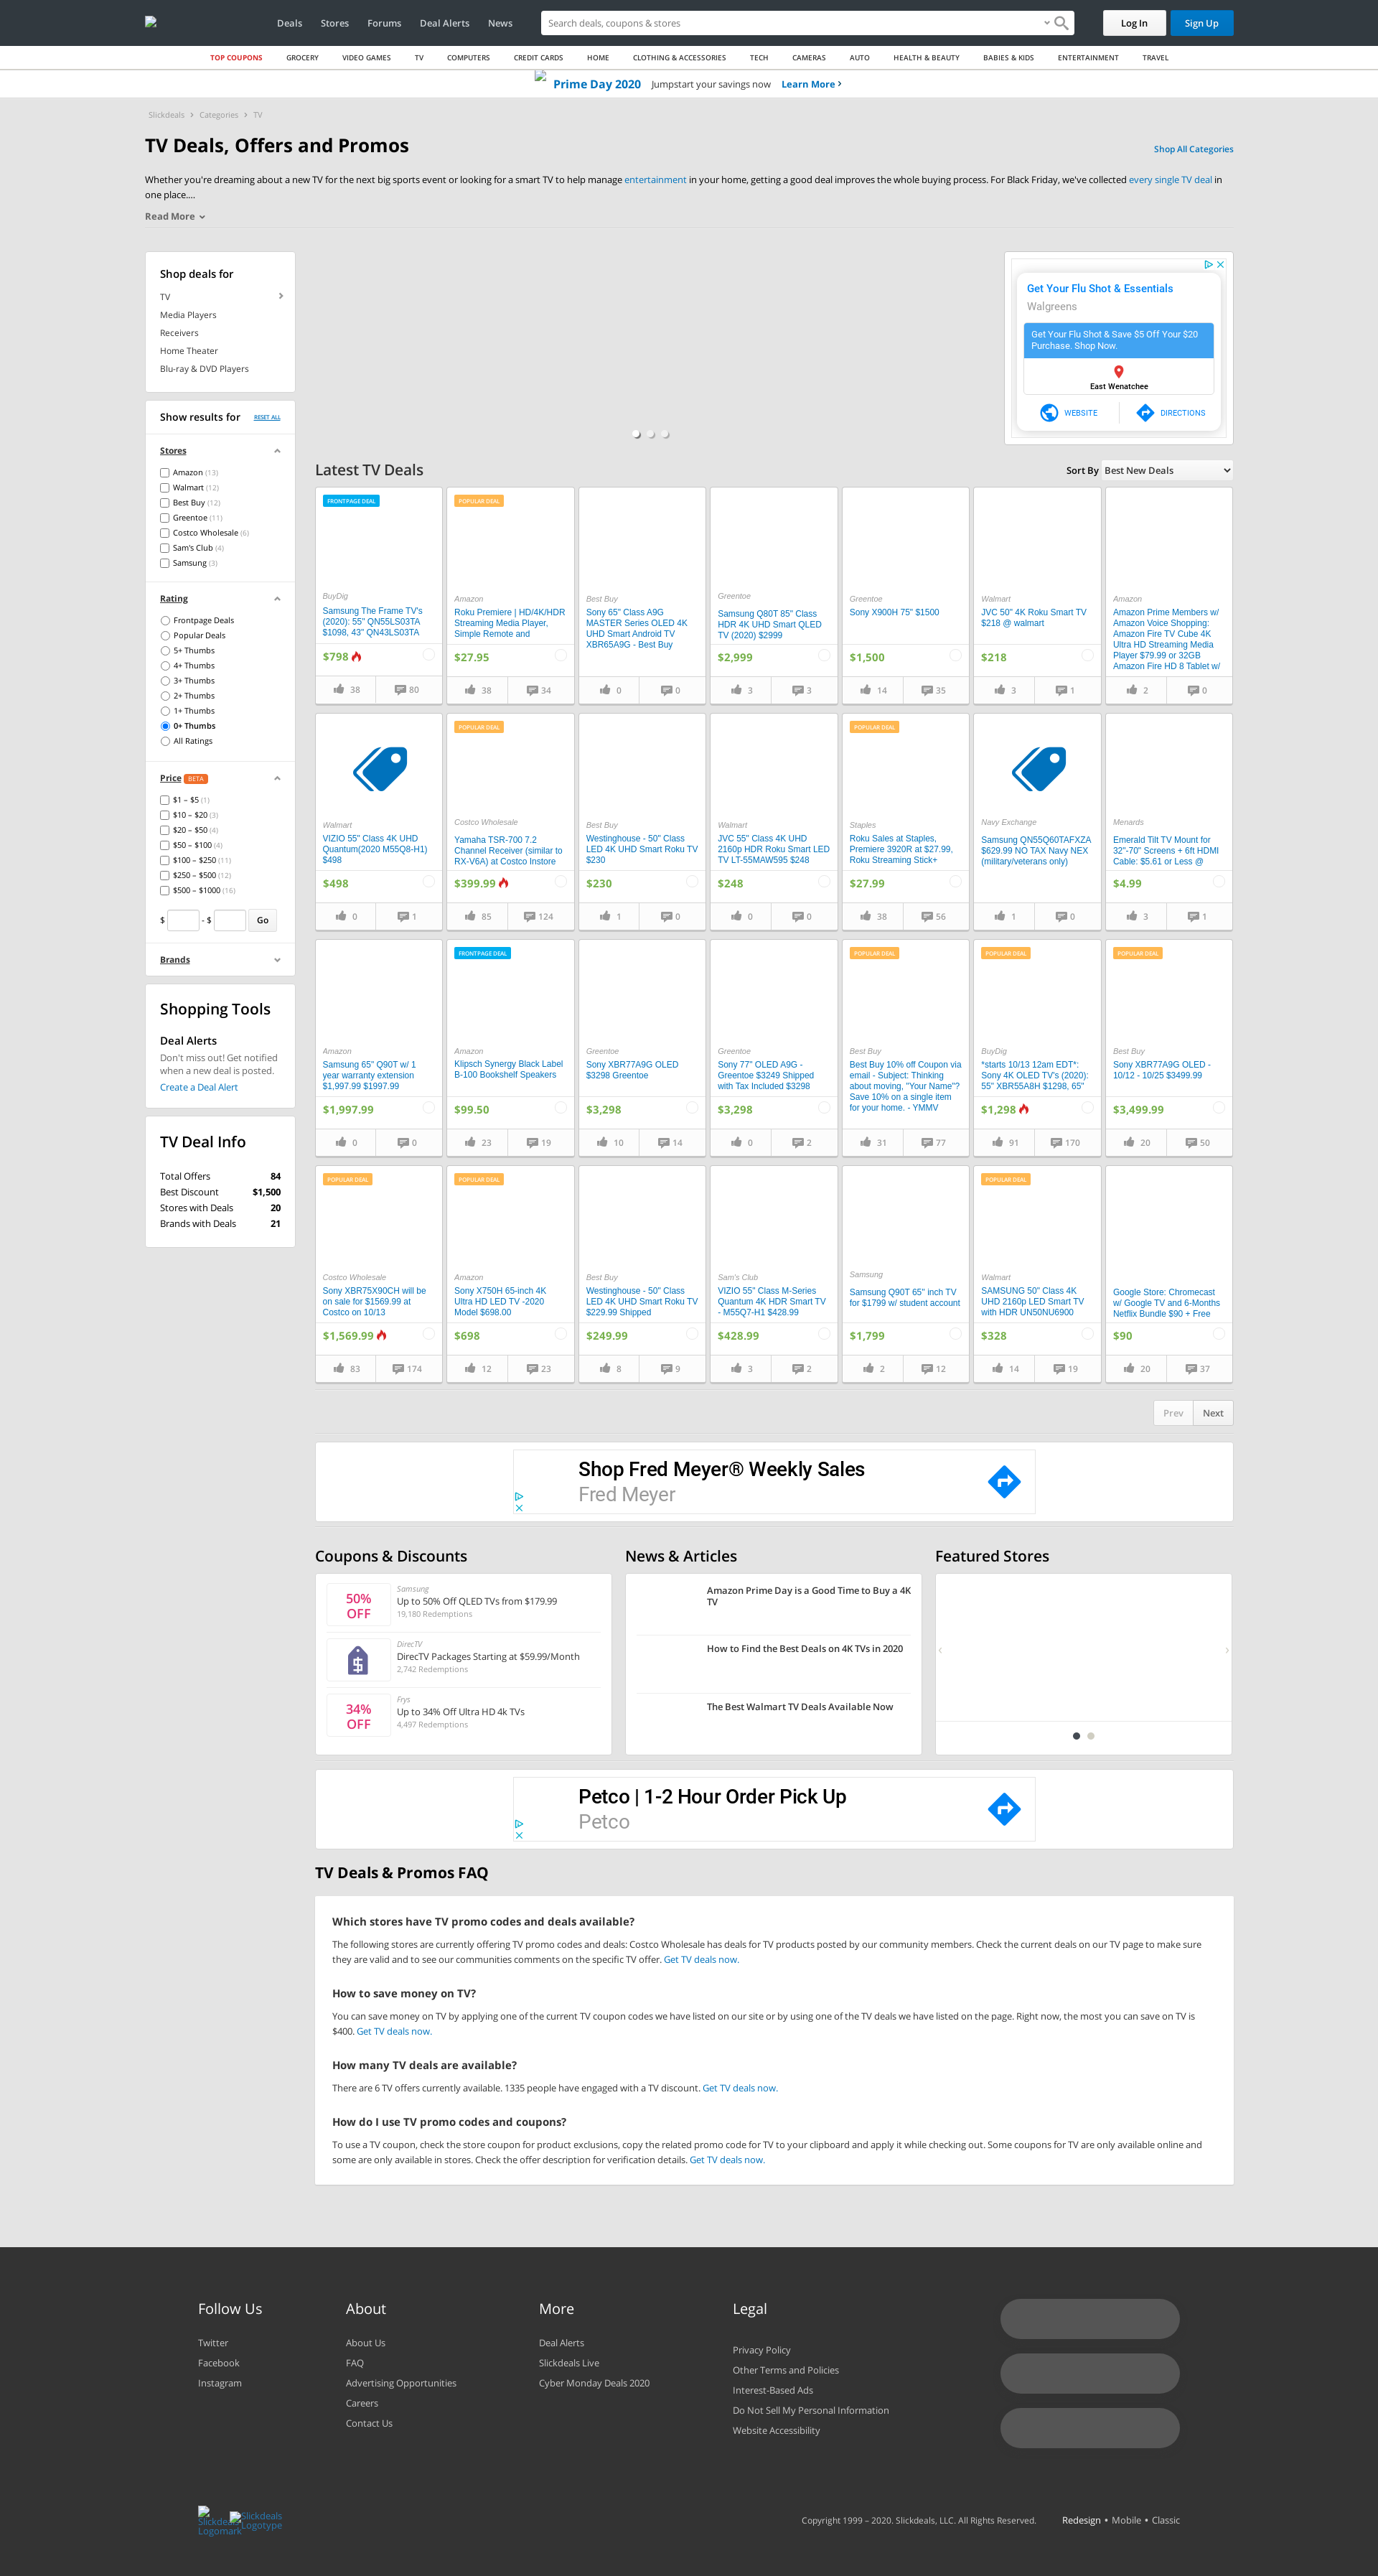 Deals Stores Forums Deal Alerts News Search deals, coupons & stores Log In Sign Up
TOP COUPONS GROCERY VIDEO GAMES TV COMPUTERS CREDIT CARDS HOME CLOTHING & ACCESSORIES TECH CAMERAS AUTO HEALTH & BEAUTY BABIES & KIDS ENTERTAINMENT TRAVEL
Prime Day 2020 Jumpstart your savings now Learn More
Slickdeals Categories TV
TV Deals, Offers and Promos
Shop All Categories
Whether you're dreaming about a new TV for the next big sports event or looking for a smart TV to help manage entertainment in your home, getting a good deal improves the whole buying process. For Black Friday, we've collected every single TV deal in
one place....
Read More
Shop deals for
TV
Media Players
Receivers
Home Theater
Blu-ray & DVD Players
Show results for RESET ALL
Stores
Amazon (13)
Walmart (12)
Best Buy (12)
Greentoe (11)
Costco Wholesale (6)
Sam's Club (4)
Samsung (3)
Rating
Frontpage Deals
Popular Deals
5+ Thumbs
4+ Thumbs
3+ Thumbs
2+ Thumbs
1+ Thumbs
0+ Thumbs
All Ratings
Price BETA
$1 – $5 (1)
$10 – $20 (3)
$20 – $50 (4)
$50 – $100 (4)
$100 – $250 (11)
$250 – $500 (12)
$500 – $1000 (16)
$ - $ Go
Brands
Shopping Tools
Deal Alerts
Don't miss out! Get notified
when a new deal is posted.
Create a Deal Alert
TV Deal Info
Total Offers 84
Best Discount $1,500
Stores with Deals 20
Brands with Deals 21
Get Your Flu Shot & Essentials
Walgreens
Get Your Flu Shot & Save $5 Off Your $20
Purchase. Shop Now.
East Wenatchee
WEBSITE DIRECTIONS
Latest TV Deals
Sort By Best New Deals
FRONTPAGE DEAL
BuyDig
Samsung The Frame TV's
(2020): 55" QN55LS03TA
$1098, 43" QN43LS03TA
$798
38 80
POPULAR DEAL
Amazon
Roku Premiere | HD/4K/HDR
Streaming Media Player,
Simple Remote and
$27.95
38 34
Best Buy
Sony 65" Class A9G
MASTER Series OLED 4K
UHD Smart Android TV
XBR65A9G - Best Buy
0 0
Greentoe
Samsung Q80T 85" Class
HDR 4K UHD Smart QLED
TV (2020) $2999
$2,999
3 3
Greentoe
Sony X900H 75" $1500
$1,500
14 35
Walmart
JVC 50" 4K Roku Smart TV
$218 @ walmart
$218
3 1
Amazon
Amazon Prime Members w/
Amazon Voice Shopping:
Amazon Fire TV Cube 4K
Ultra HD Streaming Media
Player $79.99 or 32GB
Amazon Fire HD 8 Tablet w/
2 0
Walmart
VIZIO 55" Class 4K UHD
Quantum(2020 M55Q8-H1)
$498
$498
0 1
POPULAR DEAL
Costco Wholesale
Yamaha TSR-700 7.2
Channel Receiver (similar to
RX-V6A) at Costco Instore
$399.99
85 124
Best Buy
Westinghouse - 50" Class
LED 4K UHD Smart Roku TV
$230
$230
1 0
Walmart
JVC 55" Class 4K UHD
2160p HDR Roku Smart LED
TV LT-55MAW595 $248
$248
0 0
POPULAR DEAL
Staples
Roku Sales at Staples,
Premiere 3920R at $27.99,
Roku Streaming Stick+
$27.99
38 56
Navy Exchange
Samsung QN55Q60TAFXZA
$629.99 NO TAX Navy NEX
(military/veterans only)
1 0
Menards
Emerald Tilt TV Mount for
32"-70" Screens + 6ft HDMI
Cable: $5.61 or Less @
$4.99
3 1
Amazon
Samsung 65" Q90T w/ 1
year warranty extension
$1,997.99 $1997.99
$1,997.99
0 0
FRONTPAGE DEAL
Amazon
Klipsch Synergy Black Label
B-100 Bookshelf Speakers
$99.50
23 19
Greentoe
Sony XBR77A9G OLED
$3298 Greentoe
$3,298
10 14
Greentoe
Sony 77" OLED A9G -
Greentoe $3249 Shipped
with Tax Included $3298
$3,298
0 2
POPULAR DEAL
Best Buy
Best Buy 10% off Coupon via
email - Subject: Thinking
about moving, "Your Name"?
Save 10% on a single item
for your home. - YMMV
31 77
POPULAR DEAL
BuyDig
*starts 10/13 12am EDT*:
Sony 4K OLED TV's (2020):
55" XBR55A8H $1298, 65"
$1,298
91 170
POPULAR DEAL
Best Buy
Sony XBR77A9G OLED -
10/12 - 10/25 $3499.99
$3,499.99
20 50
POPULAR DEAL
Costco Wholesale
Sony XBR75X90CH will be
on sale for $1569.99 at
Costco on 10/13
$1,569.99
83 174
POPULAR DEAL
Amazon
Sony X750H 65-inch 4K
Ultra HD LED TV -2020
Model $698.00
$698
12 23
Best Buy
Westinghouse - 50" Class
LED 4K UHD Smart Roku TV
$229.99 Shipped
$249.99
8 9
Sam's Club
VIZIO 55" Class M-Series
Quantum 4K HDR Smart TV
- M55Q7-H1 $428.99
$428.99
3 2
Samsung
Samsung Q90T 65" inch TV
for $1799 w/ student account
$1,799
2 12
POPULAR DEAL
Walmart
SAMSUNG 50" Class 4K
UHD 2160p LED Smart TV
with HDR UN50NU6900
$328
14 19
Google Store: Chromecast
w/ Google TV and 6-Months
Netflix Bundle $90 + Free
$90
20 37
Prev Next
Shop Fred Meyer® Weekly Sales
Fred Meyer
Coupons & Discounts
50% OFF
Samsung
Up to 50% Off QLED TVs from $179.99
19,180 Redemptions
DirecTV
DirecTV Packages Starting at $59.99/Month
2,742 Redemptions
34% OFF
Frys
Up to 34% Off Ultra HD 4k TVs
4,497 Redemptions
News & Articles
Amazon Prime Day is a Good Time to Buy a 4K
TV
How to Find the Best Deals on 4K TVs in 2020
The Best Walmart TV Deals Available Now
Featured Stores
Petco | 1-2 Hour Order Pick Up
Petco
TV Deals & Promos FAQ
Which stores have TV promo codes and deals available?
The following stores are currently offering TV promo codes and deals: Costco Wholesale has deals for TV products posted by our community members. Check the current deals on our TV page to make sure
they are valid and to see our communities comments on the specific TV offer. Get TV deals now.
How to save money on TV?
You can save money on TV by applying one of the current TV coupon codes we have listed on our site or by using one of the TV deals we have listed on the page. Right now, the most you can save on TV is
$400. Get TV deals now.
How many TV deals are available?
There are 6 TV offers currently available. 1335 people have engaged with a TV discount. Get TV deals now.
How do I use TV promo codes and coupons?
To use a TV coupon, check the store coupon for product exclusions, copy the related promo code for TV to your clipboard and apply it while checking out. Some coupons for TV are only available online and
some are only available in stores. Check the offer description for verification details. Get TV deals now.
Follow Us
Twitter
Facebook
Instagram
About
About Us
FAQ
Advertising Opportunities
Careers
Contact Us
More
Deal Alerts
Slickdeals Live
Cyber Monday Deals 2020
Legal
Privacy Policy
Other Terms and Policies
Interest-Based Ads
Do Not Sell My Personal Information
Website Accessibility
Slickdeals Logomark
Slickdeals Logotype
Copyright 1999 – 2020. Slickdeals, LLC. All Rights Reserved. Redesign • Mobile • Classic